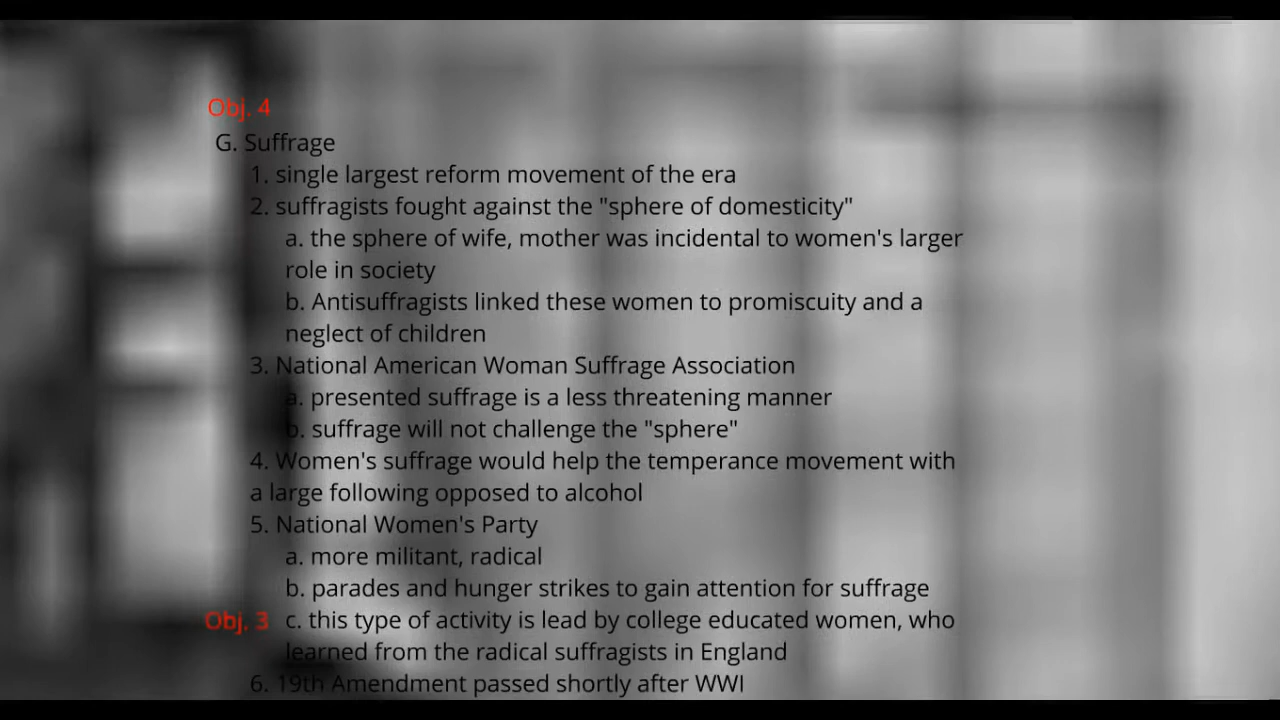 Obj. 4
G. Suffrage
1. single largest reform movement of the era
2. suffragists fought against the "sphere of domesticity"
a. the sphere of wife, mother was incidental to women's larger
role in society
b. Antisuffragists linked these women to promiscuity and a
neglect of children
3. National American Woman Suffrage Association
a. presented suffrage is a less threatening manner
b. suffrage will not challenge the "sphere"
4. Women's suffrage would help the temperance movement with
a large following opposed to alcohol
5. National Women's Party
a. more militant, radical
b. parades and hunger strikes to gain attention for suffrage
Obj. 3 c. this type of activity is lead by college educated women, who
learned from the radical suffragists in England
6. 19th Amendment passed shortly after WWI